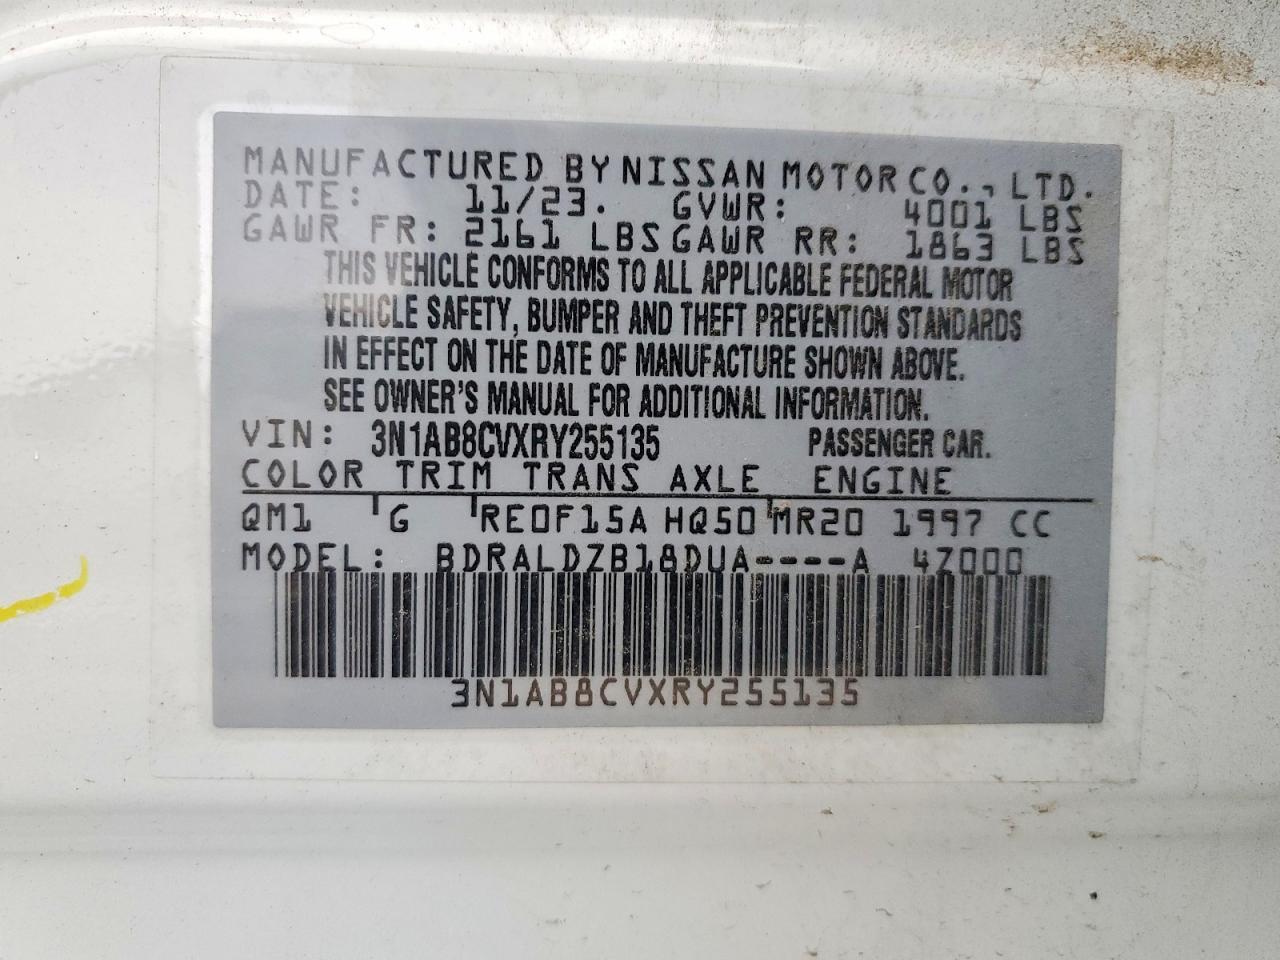 MANUFACTURED BY NISSAN MOTOR CO., LTD.
DATE: 11/23. GVWR: 4001 LBS
GAWR FR: 2161 LBS GAWR RR: 1863 LBS
THIS VEHICLE CONFORMS TO ALL APPLICABLE FEDERAL MOTOR
VEHICLE SAFETY, BUMPER AND THEFT PREVENTION STANDARDS
IN EFFECT ON THE DATE OF MANUFACTURE SHOWN ABOVE.
SEE OWNER'S MANUAL FOR ADDITIONAL INFORMATION.
VIN: 3N1AB8CVXRY255135 PASSENGER CAR.
COLOR TRIM TRANS AXLE ENGINE
QM1 G RE0F15A HQ50 MR20 1997 CC
MODEL: BDRALDZB18DUA----A 4Z000
3N1AB8CVXRY255135